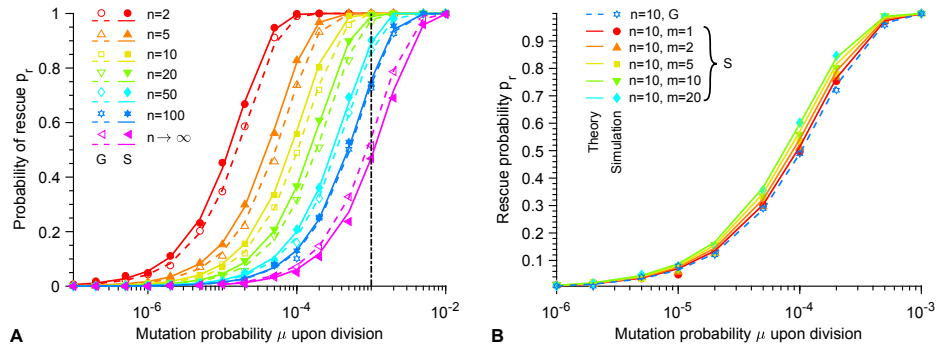 1
0.8
0.6
0.4
0.2
0
Probability of rescue p_r
n=2
n=5
n=10
n=20
n=50
n=100
n→∞
G S
10^-6 10^-4 10^-2
Mutation probability μ upon division
A
0.9
0.8
0.7
0.6
0.5
0.4
0.3
0.2
0.1
Rescue probability p_r
n=10, G
n=10, m=1
n=10, m=2
n=10, m=5
n=10, m=10
n=10, m=20
S
Theory
Simulation
10^-6 10^-5 10^-4 10^-3
Mutation probability μ upon division
B